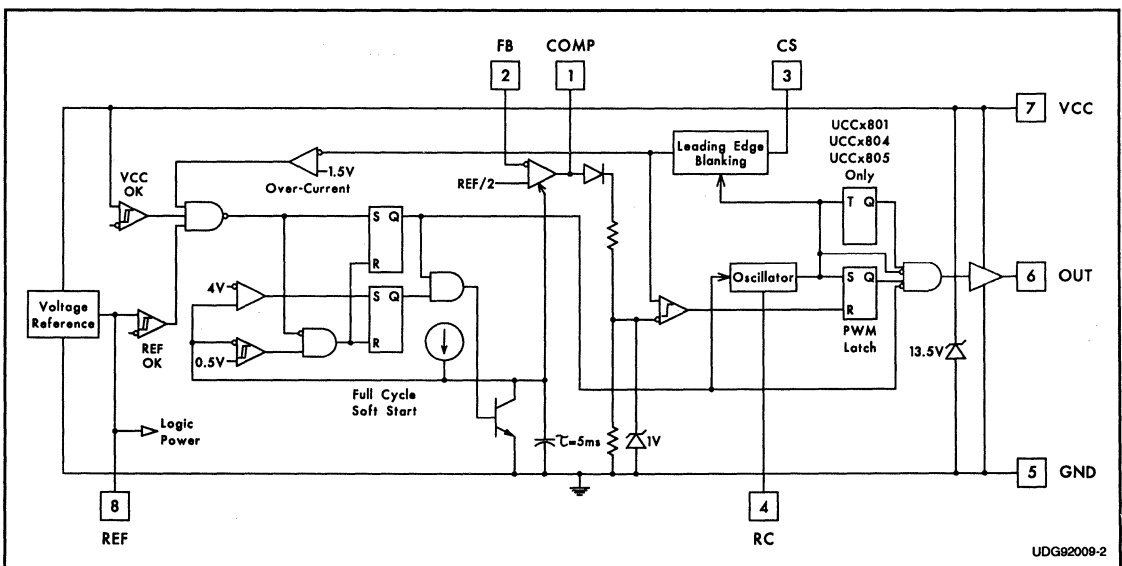 FB COMP CS
2 1 3
7 VCC
UCCx801
UCCx804
UCCx805
Only
Leading Edge
Blanking
1.5V
Over-Current
REF/2
VCC
OK
T Q
S Q
R
4V
S Q
R
Voltage
Reference
REF
OK
0.5V
Full Cycle
Soft Start
Oscillator
S Q
R
PWM
Latch
6 OUT
13.5V
Logic
Power
τ=5ms
1V
5 GND
8
REF
4
RC
UDG92009-2